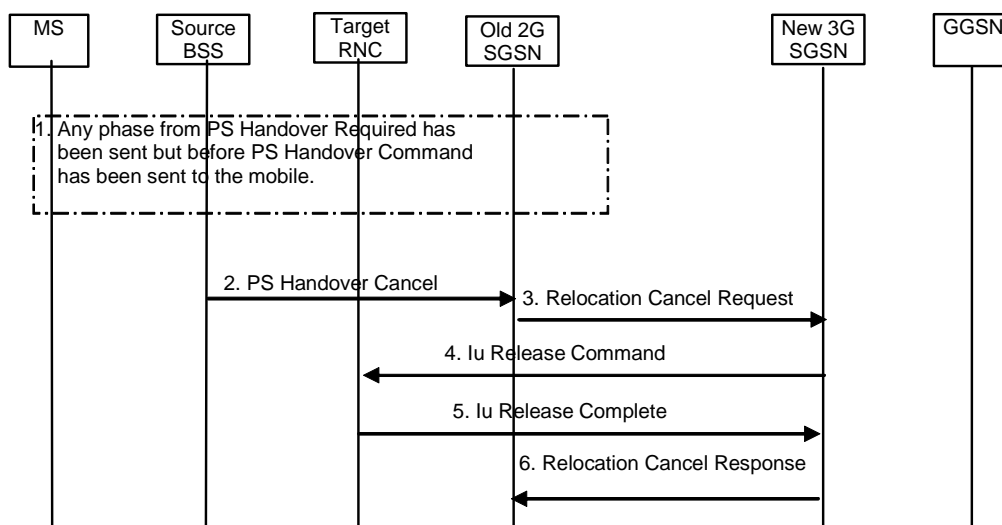 MS
Source
BSS
Target
RNC
Old 2G
SGSN
New 3G
SGSN
GGSN
1. Any phase from PS Handover Required has
been sent but before PS Handover Command
has been sent to the mobile.
2. PS Handover Cancel
3. Relocation Cancel Request
4. Iu Release Command
5. Iu Release Complete
6. Relocation Cancel Response